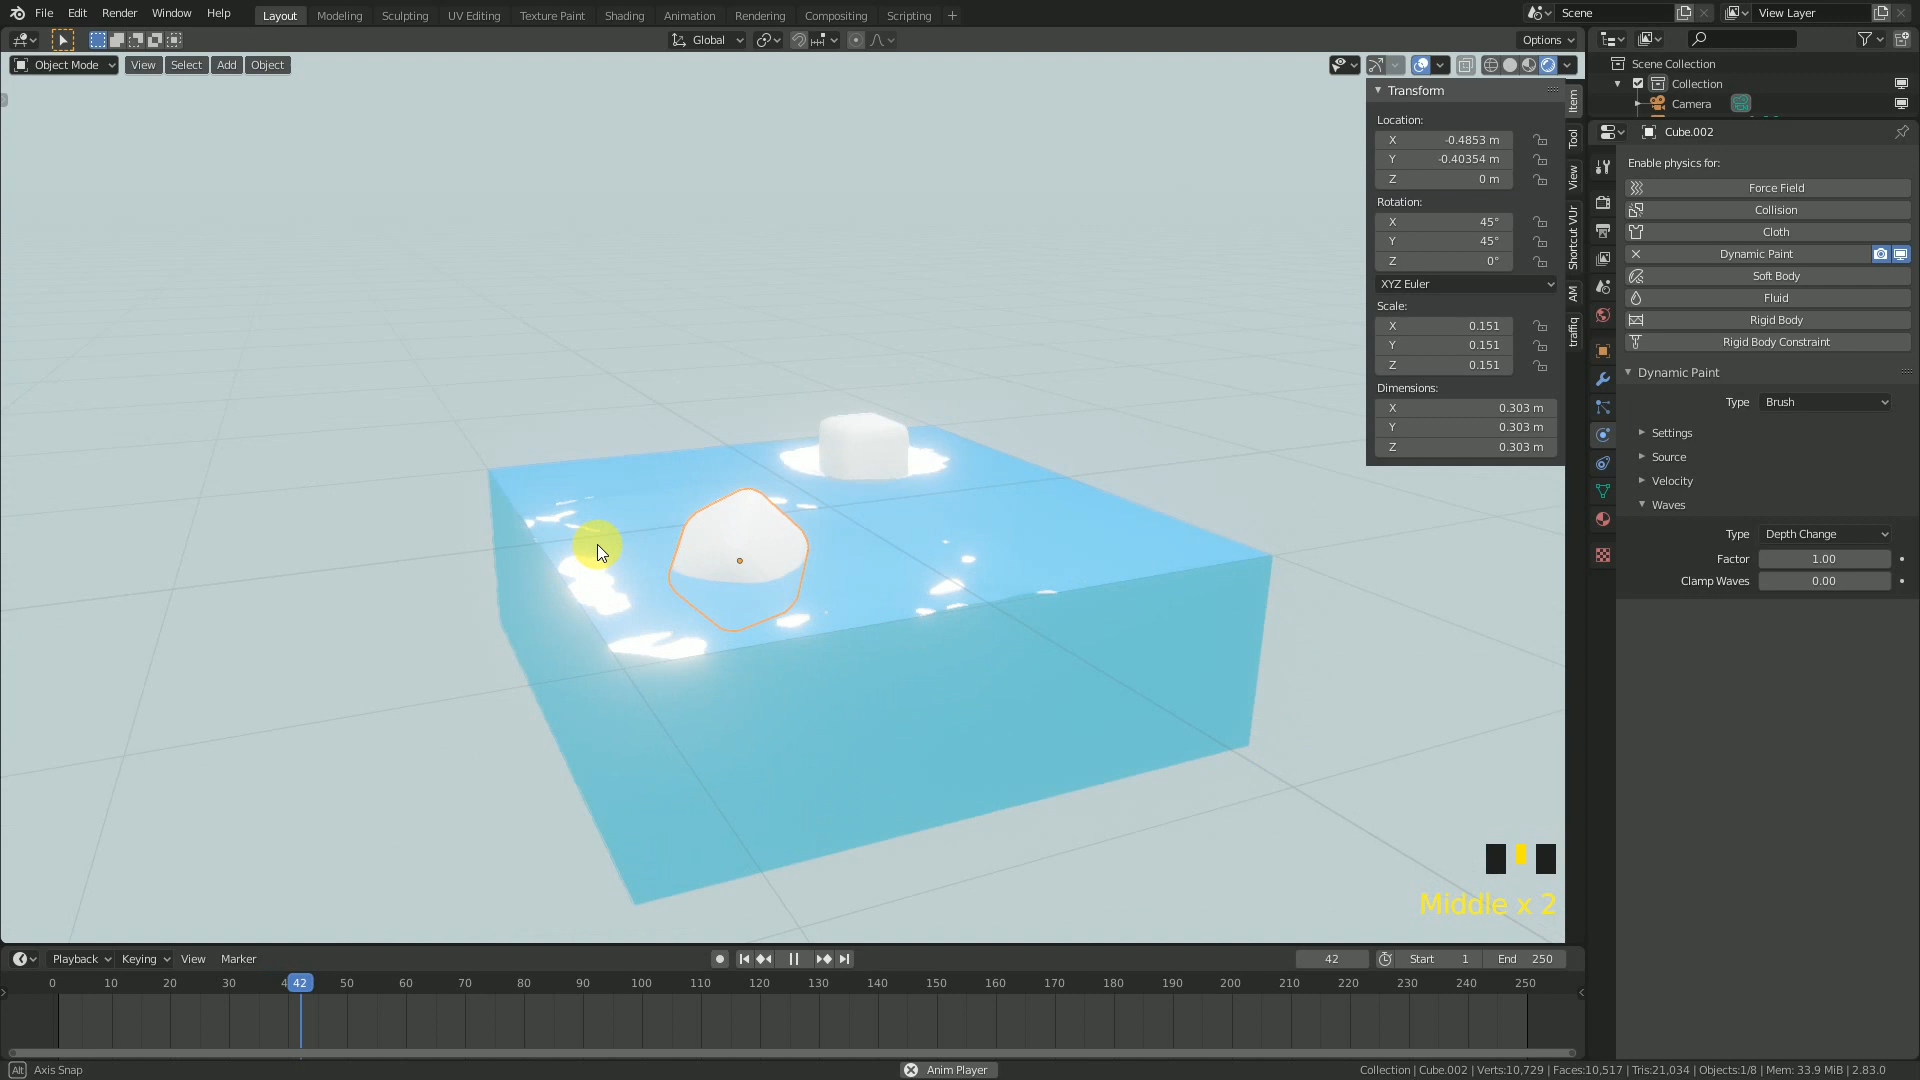 File Edit Render Window Help Layout Modeling Sculpting UV Editing Texture Paint Shading Animation Rendering Compositing Scripting + Scene View Layer
Global Options
Object Mode View Select Add Object
Scene Collection
Collection
Camera
Transform
Location:
X -0.4853 m
Y -0.40354 m
Z 0 m
Rotation:
X 45°
Y 45°
Z 0°
XYZ Euler
Scale:
X 0.151
Y 0.151
Z 0.151
Dimensions:
X 0.303 m
Y 0.303 m
Z 0.303 m
Item
Tool
View
Shortcut VUr
AM
traffiq
Cube.002
Enable physics for:
Force Field
Collision
Cloth
Dynamic Paint
Soft Body
Fluid
Rigid Body
Rigid Body Constraint
Dynamic Paint
Type Brush
Settings
Source
Velocity
Waves
Type Depth Change
Factor 1.00
Clamp Waves 0.00
Middle x 2
Playback Keying View Marker 42 Start 1 End 250
0 10 20 30 4 42 50 60 70 80 90 100 110 120 130 140 150 160 170 180 190 200 210 220 230 240 250
Alt Axis Snap Anim Player Collection | Cube.002 | Verts:10,729 | Faces:10,517 | Tris:21,034 | Objects:1/8 | Mem: 33.9 MiB | 2.83.0